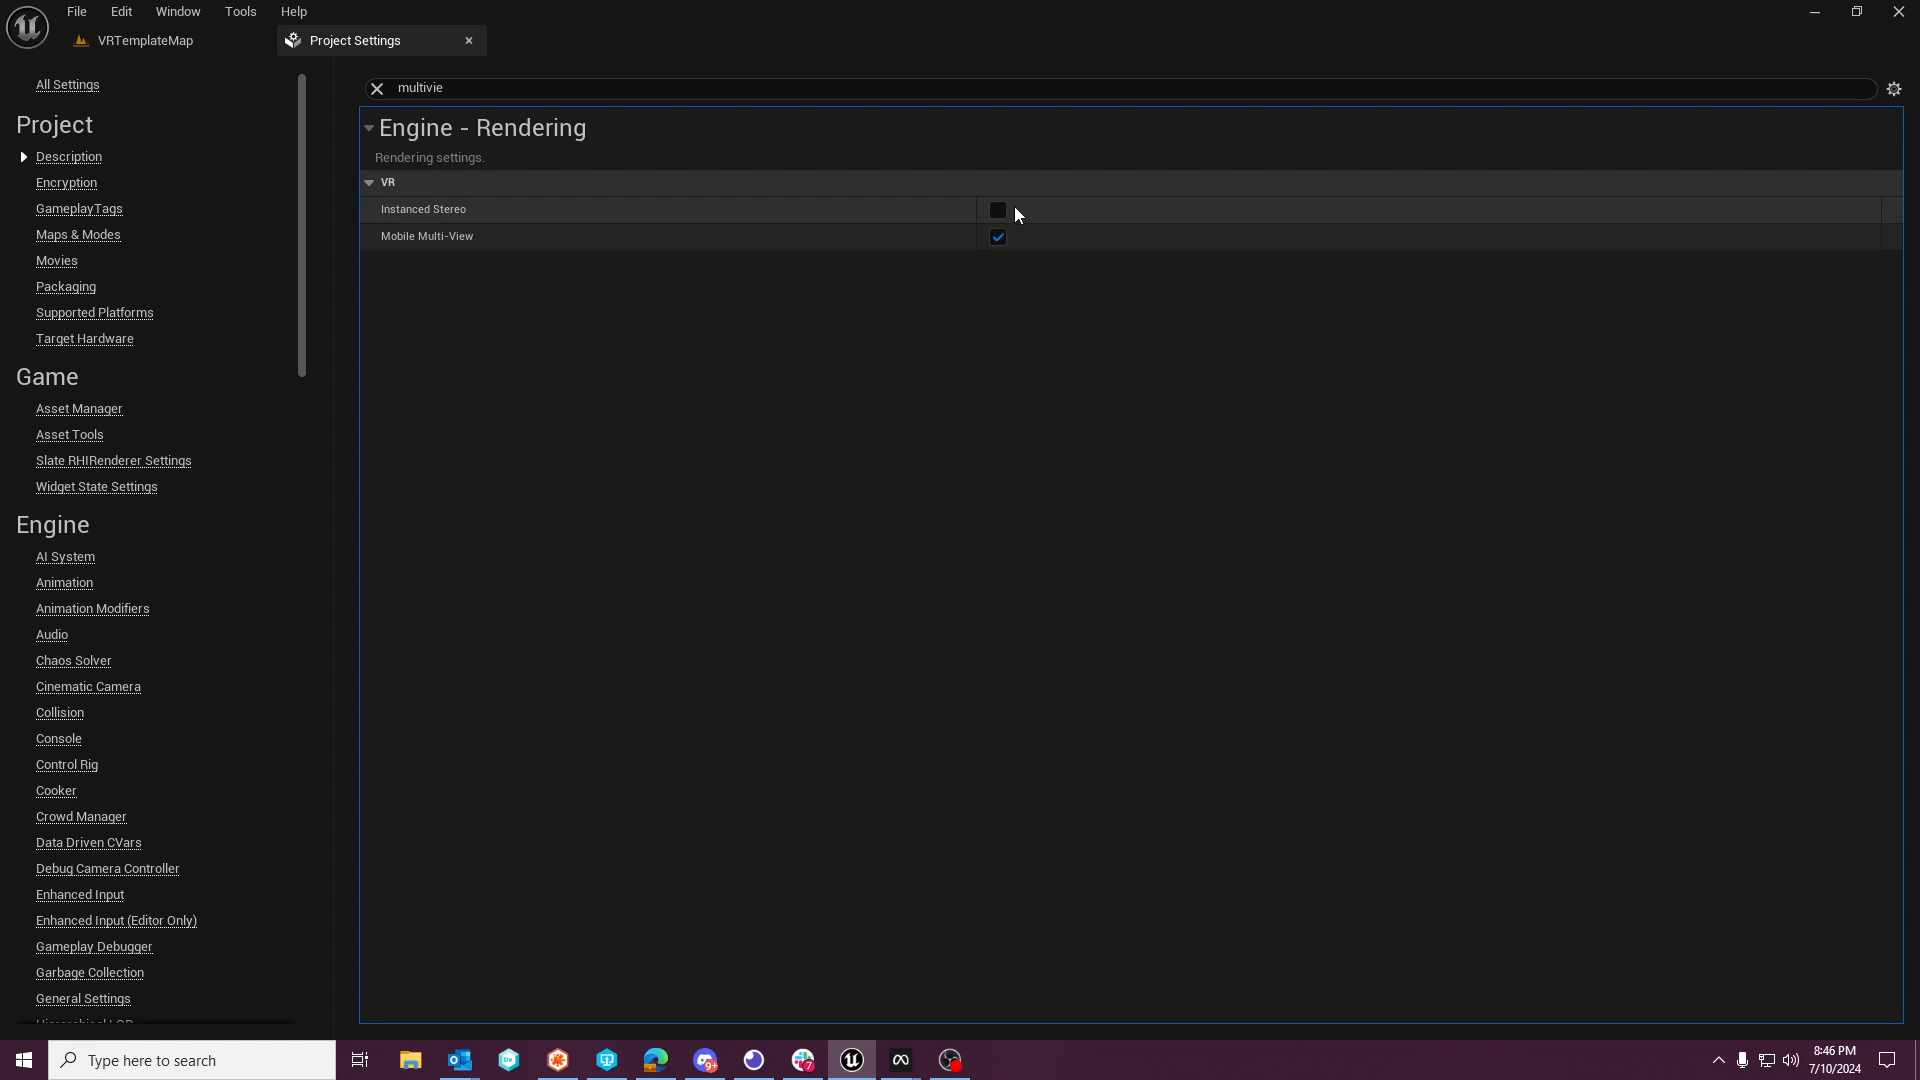 File Edit Window Tools Help
VRTemplateMap
Project Settings
All Settings
Project
Description
Encryption
GameplayTags
Maps & Modes
Movies
Packaging
Supported Platforms
Target Hardware
Game
Asset Manager
Asset Tools
Slate RHIRenderer Settings
Widget State Settings
Engine
AI System
Animation
Animation Modifiers
Audio
Chaos Solver
Cinematic Camera
Collision
Console
Control Rig
Cooker
Crowd Manager
Data Driven CVars
Debug Camera Controller
Enhanced Input
Enhanced Input (Editor Only)
Gameplay Debugger
Garbage Collection
General Settings
Hierarchical LOD
multivie
Engine - Rendering
Rendering settings.
VR
Instanced Stereo
Mobile Multi-View
Type here to search
9+
7
8:46 PM
7/10/2024